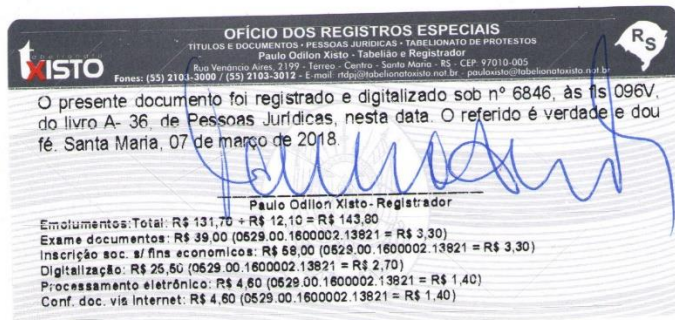 OFÍCIO DOS REGISTROS ESPECIAIS
TÍTULOS E DOCUMENTOS • PESSOAS JURÍDICAS • TABELIONATO DE PROTESTOS
Paulo Odilon Xisto - Tabelião e Registrador
Rua Venâncio Aires, 2199 - Térreo - Centro - Santa Maria - RS - CEP: 97010-005
Fones: (55) 2103-3000 / (55) 2103-3012 - E-mail: rtdpj@tabelionatoxisto.not.br - pauloxisto@tabelionatoxisto.not.br
XISTO
RS
O presente documento foi registrado e digitalizado sob nº 6846, às fls 096V,
do livro A- 36, de Pessoas Jurídicas, nesta data. O referido é verdade e dou
fé. Santa Maria, 07 de março de 2018.
Paulo Odilon Xisto- Registrador
Emolumentos:Total: R$ 131,70 + R$ 12,10 = R$ 143,80
Exame documentos: R$ 39,00 (0529.00.1600002.13821 = R$ 3,30)
Inscrição soc. s/ fins economicos: R$ 58,00 (0529.00.1600002.13821 = R$ 3,30)
Digitalização: R$ 25,50 (0629.00.1600002.13821 = R$ 2,70)
Processamento eletrônico: R$ 4,60 (0529.00.1600002.13821 = R$ 1,40)
Conf. doc. via Internet: R$ 4,60 (0529.00.1600002.13821 = R$ 1,40)